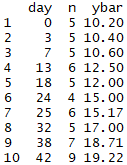 day n ybar
1 0 5 10.20
2 3 5 10.40
3 7 5 10.60
4 13 6 12.50
5 18 5 12.00
6 24 4 15.00
7 25 6 15.17
8 32 5 17.00
9 38 7 18.71
10 42 9 19.22